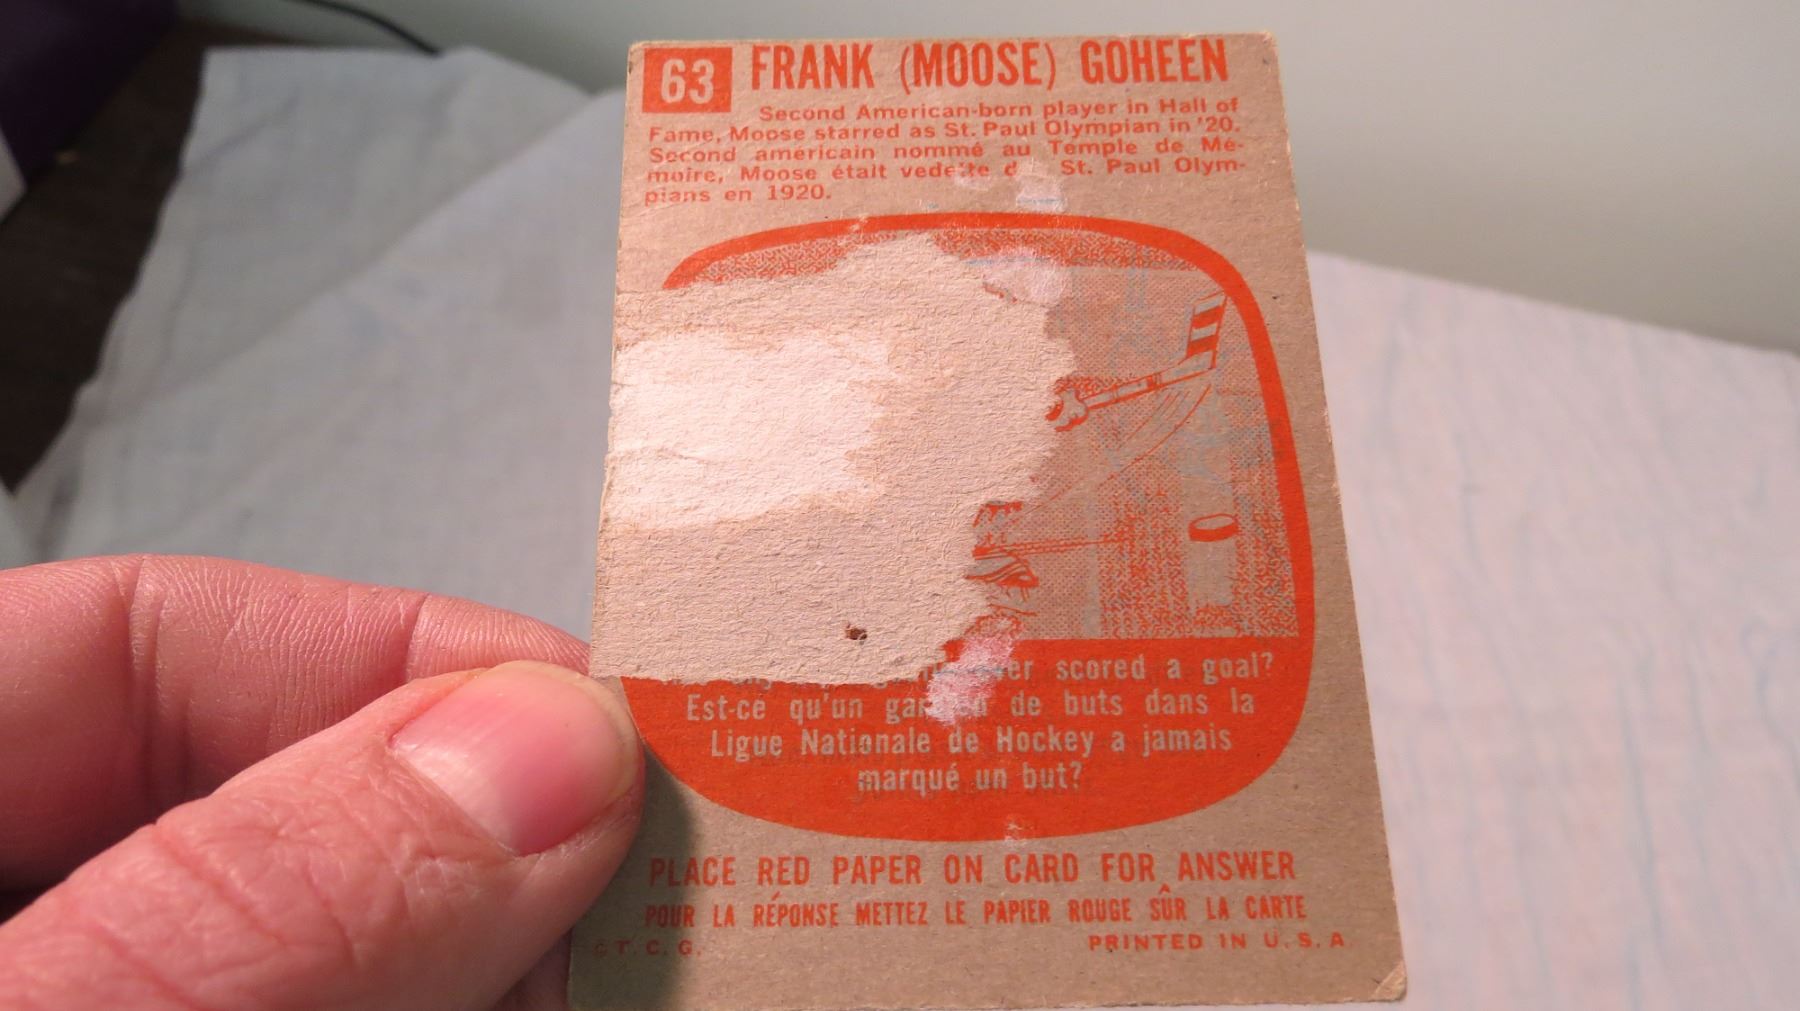 63 FRANK (MOOSE) GOHEEN
Second American-born player in Hall of
Fame, Moose starred as St. Paul Olympian in '20.
Second américain nommé au Temple de Mé-
moire, Moose était vedette d St. Paul Olym-
pians en 1920.
scored a goal?
Est-ce qu'un de buts dans la
Ligue Nationale de Hockey a jamais
marqué un but?
PLACE RED PAPER ON CARD FOR ANSWER
POUR LA RÉPONSE METTEZ LE PAPIER ROUGE SÛR LA CARTE
©T.C.G. PRINTED IN U.S.A.